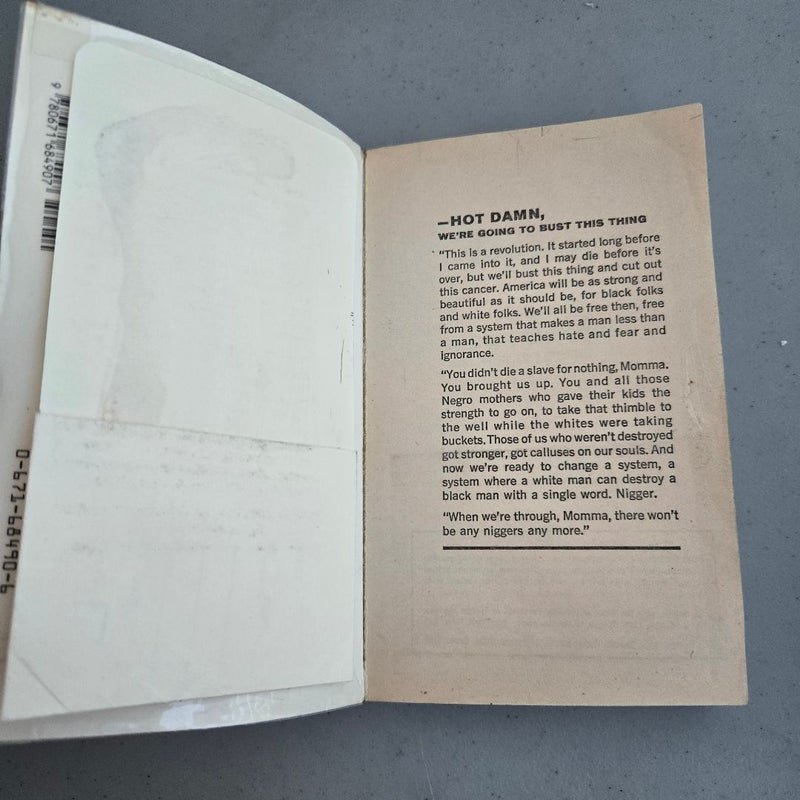 9 780671 684907
0-671-68490-6
—HOT DAMN,
WE'RE GOING TO BUST THIS THING
"This is a revolution. It started long before
I came into it, and I may die before it's
over, but we'll bust this thing and cut out
this cancer. America will be as strong and
beautiful as it should be, for black folks
and white folks. We'll all be free then, free
from a system that makes a man less than
a man, that teaches hate and fear and
ignorance.
"You didn't die a slave for nothing, Momma.
You brought us up. You and all those
Negro mothers who gave their kids the
strength to go on, to take that thimble to
the well while the whites were taking
buckets. Those of us who weren't destroyed
got stronger, got calluses on our souls. And
now we're ready to change a system, a
system where a white man can destroy a
black man with a single word. Nigger.
"When we're through, Momma, there won't
be any niggers any more."